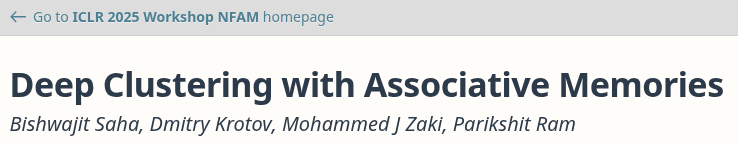 ← Go to ICLR 2025 Workshop NFAM homepage
Deep Clustering with Associative Memories
Bishwajit Saha, Dmitry Krotov, Mohammed J Zaki, Parikshit Ram